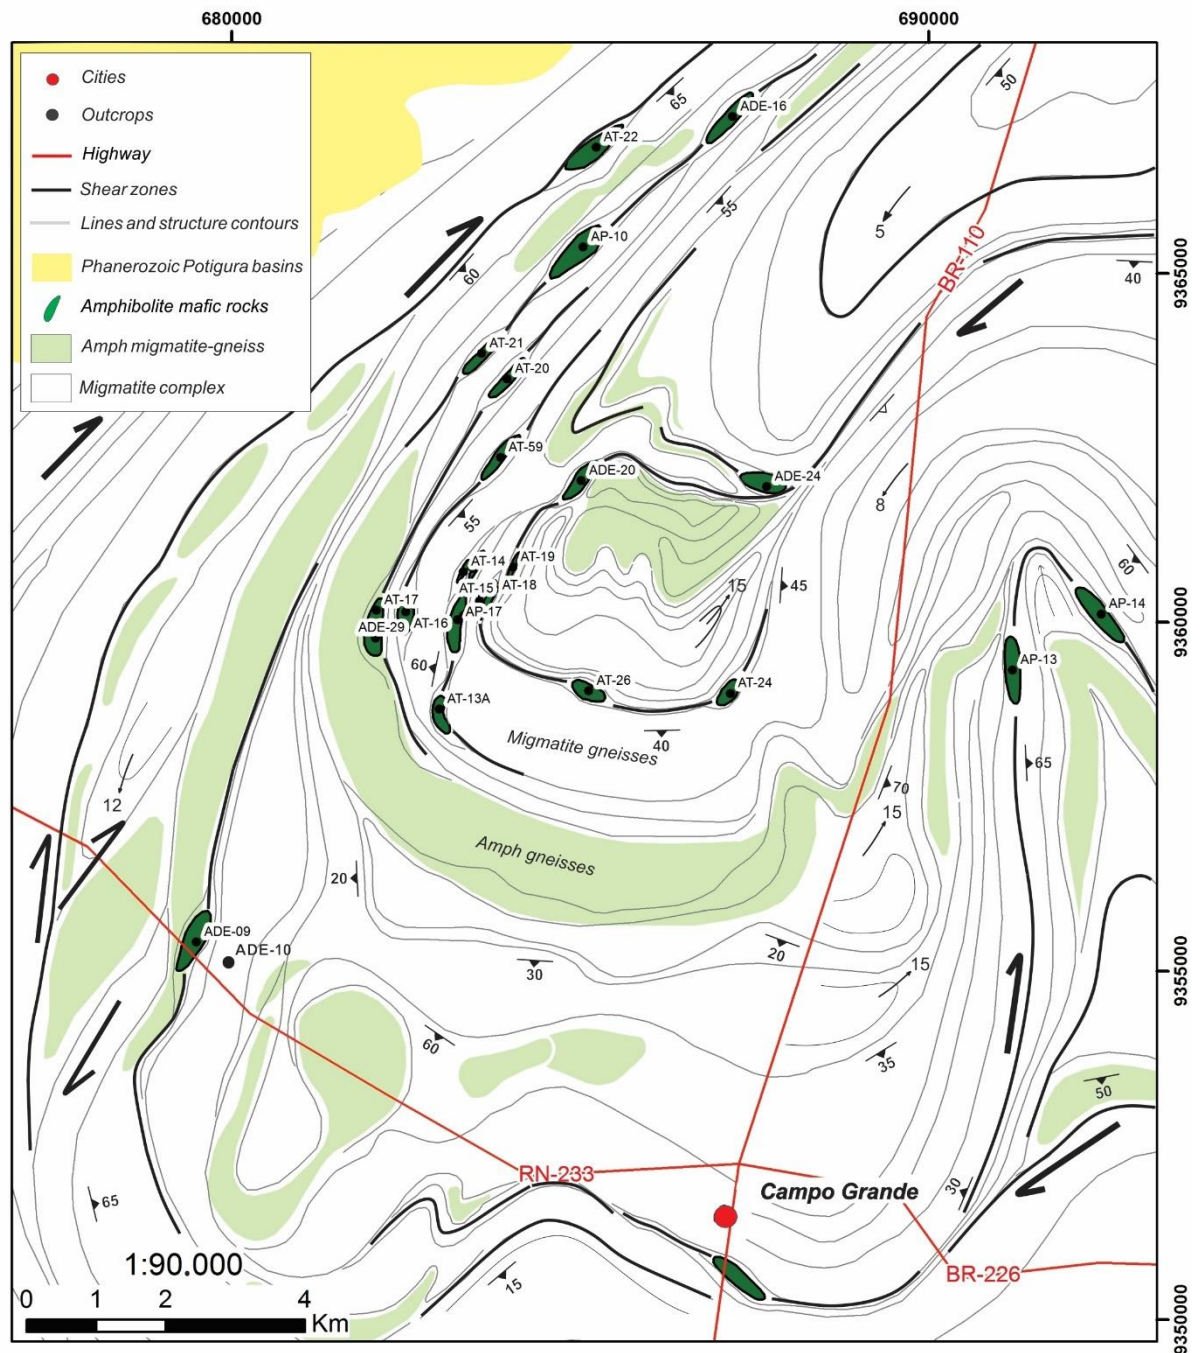 680000
690000
Cities
Outcrops
Highway
Shear zones
Lines and structure contours
Phanerozoic Potigura basins
Amphibolite mafic rocks
Amph migmatite-gneiss
Migmatite complex
65
ADE-16
50
AT-22
55
5
AP-10
60
BR-110
40
9365000
AT-21
AT-20
AT-59
ADE-20
ADE-24
8
55
AT-14
AT-19
AT-15
AT-18
15
45
60
AT-17
ADE-29
AT-16
AP-17
AP-14
9360000
60
AT-26
AT-24
AP-13
AT-13A
Migmatite gneisses
40
65
70
12
15
Amph gneisses
20
ADE-09
ADE-10
20
30
15
9355000
60
35
50
RN-233
Campo Grande
30
65
1:90.000
15
BR-226
0 1 2 4
Km
9350000